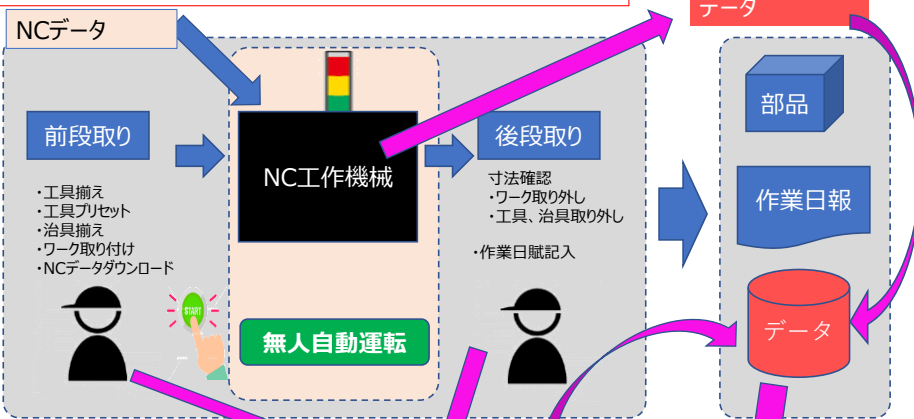 NCデータ
データ
前段取り
・工具揃え
・工具プリセット
・治具揃え
・ワーク取り付け
・NCデータダウンロード
START
NC工作機械
無人自動運転
後段取り
寸法確認
・ワーク取り外し
・工具、治具取り外し
・作業日賦記入
部品
作業日報
データ